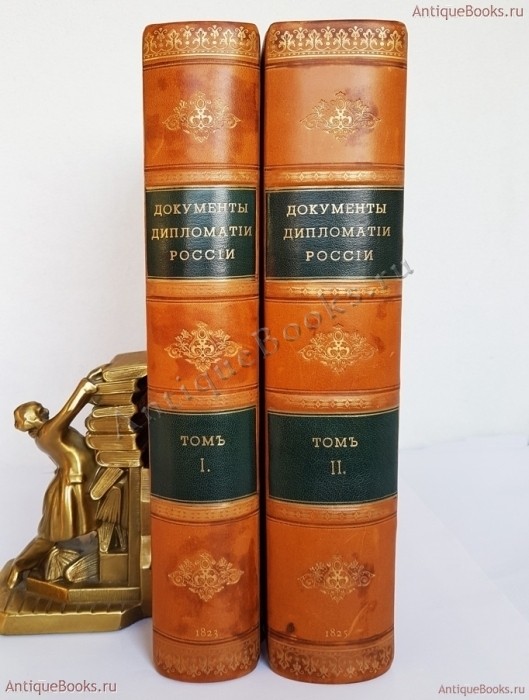 AntiqueBooks.ru
ДОКУМЕНТЫ
ДИПЛОМАТІИ
РОССІИ
ТОМЪ
I.
1823
ДОКУМЕНТЫ
ДИПЛОМАТІИ
РОССІИ
ТОМЪ
II.
1825
AntiqueBooks.ru
AntiqueBooks.ru
AntiqueBooks.ru